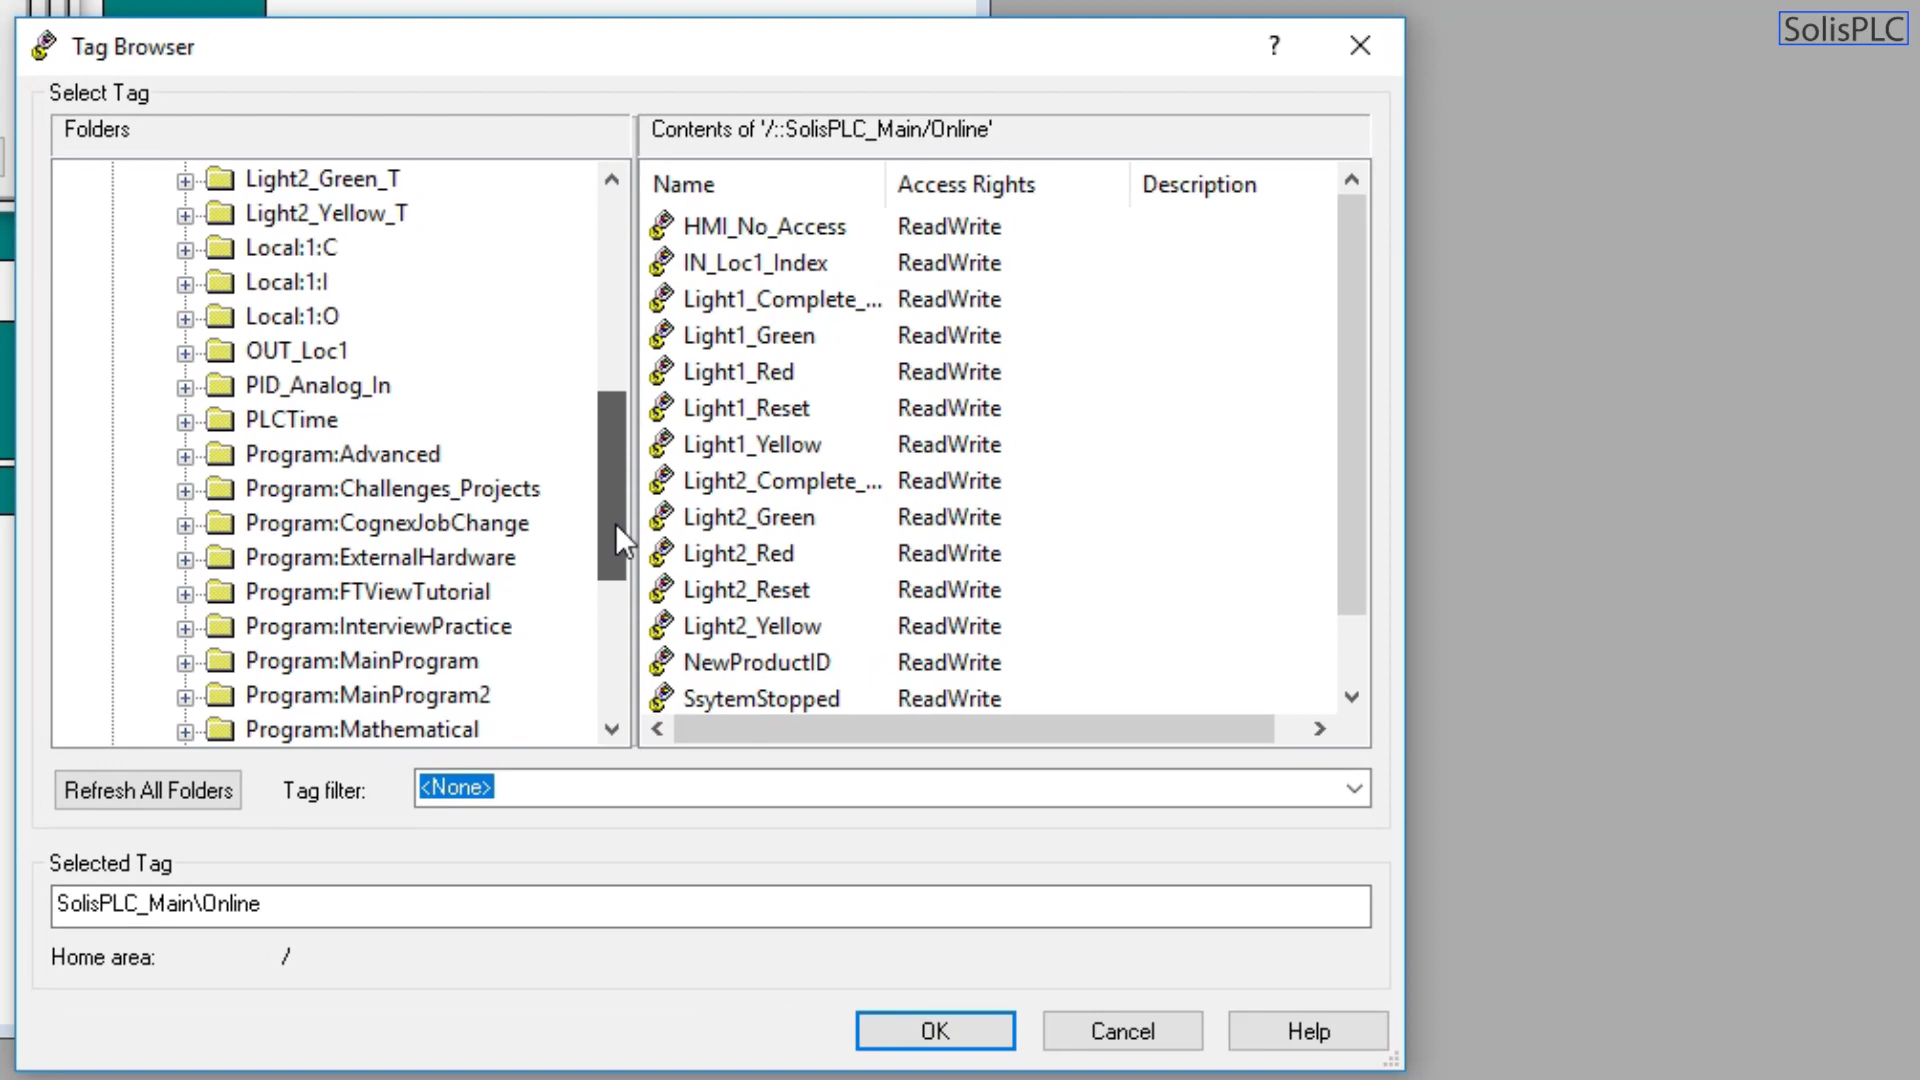 SolisPLC
Tag Browser
?
Select Tag
Folders
Contents of '/::SolisPLC_Main/Online'
Light2_Green_T
Light2_Yellow_T
Local:1:C
Local:1:I
Local:1:O
OUT_Loc1
PID_Analog_In
PLCTime
Program:Advanced
Program:Challenges_Projects
Program:CognexJobChange
Program:ExternalHardware
Program:FTViewTutorial
Program:InterviewPractice
Program:MainProgram
Program:MainProgram2
Program:Mathematical
Name Access Rights Description
HMI_No_Access ReadWrite
IN_Loc1_Index ReadWrite
Light1_Complete_... ReadWrite
Light1_Green ReadWrite
Light1_Red ReadWrite
Light1_Reset ReadWrite
Light1_Yellow ReadWrite
Light2_Complete_... ReadWrite
Light2_Green ReadWrite
Light2_Red ReadWrite
Light2_Reset ReadWrite
Light2_Yellow ReadWrite
NewProductID ReadWrite
SsytemStopped ReadWrite
Refresh All Folders Tag filter: <None>
Selected Tag
SolisPLC_Main\Online
Home area: /
OK Cancel Help